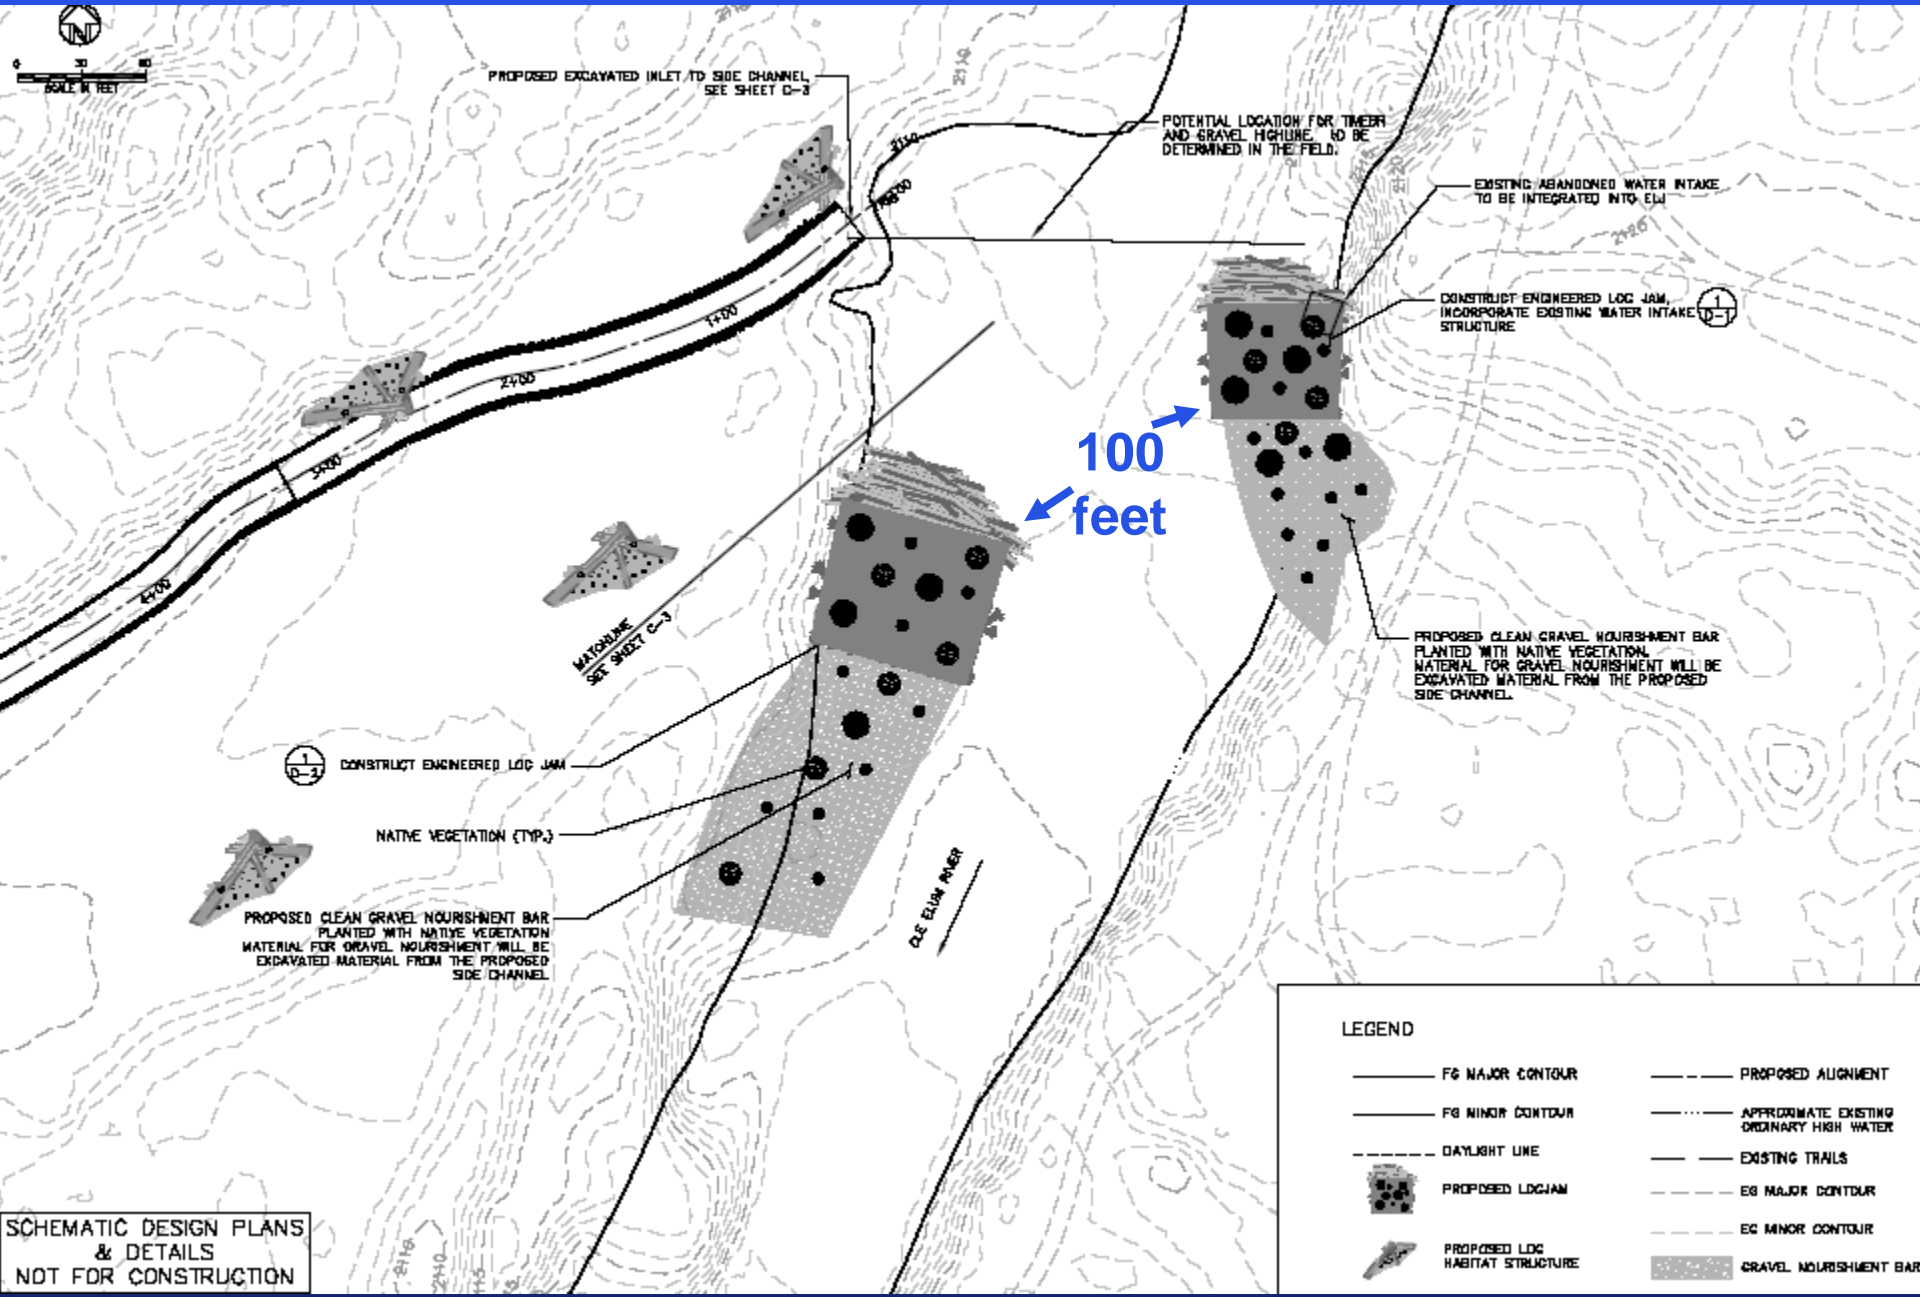 N
0 30 60
SCALE IN FEET
PROPOSED EXCAVATED INLET TO SIDE CHANNEL,
SEE SHEET C-3
2110
2110
POTENTIAL LOCATION FOR TIMBER
AND GRAVEL HIGHLINE. TO BE
DETERMINED IN THE FIELD.
2120
EXISTING ABANDONED WATER INTAKE
TO BE INTEGRATED INTO ELJ
2120
CONSTRUCT ENGINEERED LOG JAM,
INCORPORATE EXISTING WATER INTAKE
STRUCTURE
1
D-1
1+00
2+00
3+00
4+00
100
feet
MATCHLINE
SEE SHEET C-3
PROPOSED CLEAN GRAVEL NOURISHMENT BAR
PLANTED WITH NATIVE VEGETATION.
MATERIAL FOR GRAVEL NOURISHMENT WILL BE
EXCAVATED MATERIAL FROM THE PROPOSED
SIDE CHANNEL.
1
D-2
CONSTRUCT ENGINEERED LOG JAM
NATIVE VEGETATION (TYP.)
CLE ELUM RIVER
PROPOSED CLEAN GRAVEL NOURISHMENT BAR
PLANTED WITH NATIVE VEGETATION
MATERIAL FOR GRAVEL NOURISHMENT WILL BE
EXCAVATED MATERIAL FROM THE PROPOSED
SIDE CHANNEL
2110
2110
LEGEND
FG MAJOR CONTOUR
FG MINOR CONTOUR
DAYLIGHT LINE
PROPOSED LOGJAM
PROPOSED LOG
HABITAT STRUCTURE
PROPOSED ALIGNMENT
APPROXIMATE EXISTING
ORDINARY HIGH WATER
EXISTING TRAILS
EG MAJOR CONTOUR
EG MINOR CONTOUR
GRAVEL NOURISHMENT BAR
SCHEMATIC DESIGN PLANS
& DETAILS
NOT FOR CONSTRUCTION